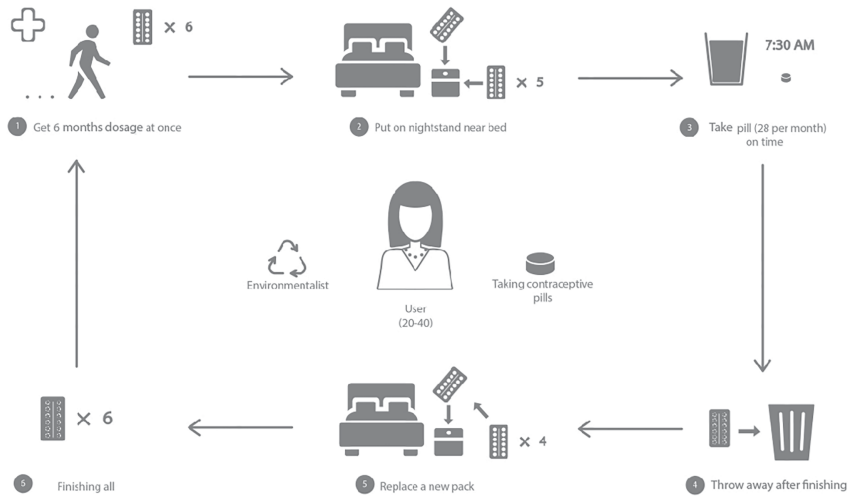 × 6
. . .
1 Get 6 months dosage at once
× 5
2 Put on nightstand near bed
7:30 AM
3 Take pill (28 per month)
on time
Environmentalist
User
(20-40)
Taking contraceptive
pills
× 6
6 Finishing all
× 4
5 Replace a new pack
4 Throw away after finishing